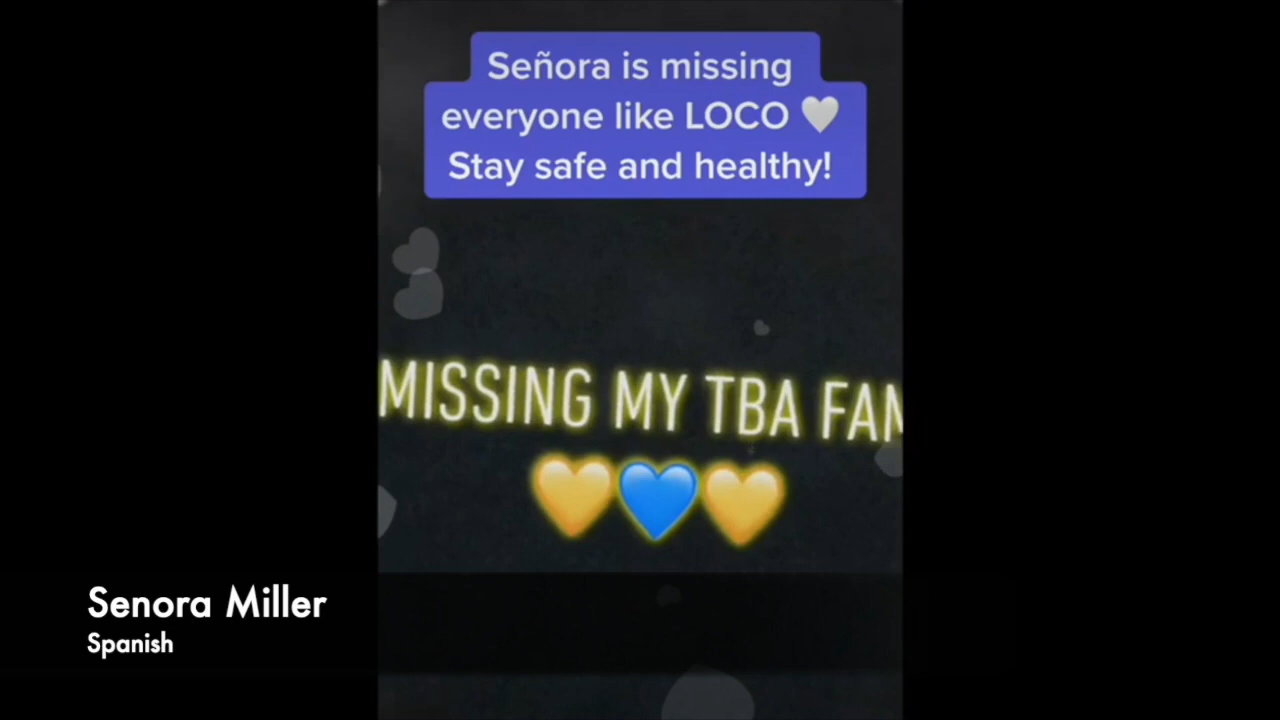 Señora is missing
everyone like LOCO 🤍
Stay safe and healthy!
MISSING MY TBA FAM
💛💙💛
Senora Miller
Spanish